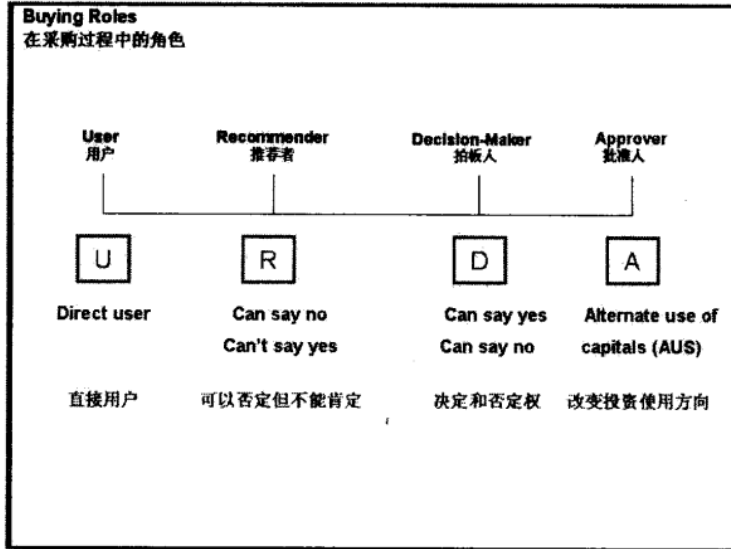 Buying Roles
在采购过程中的角色
User
用户
Recommender
推荐者
Decision-Maker
拍板人
Approver
批准人
U
R
D
A
Direct user
Can say no
Can't say yes
Can say yes
Can say no
Alternate use of
capitals (AUS)
直接用户
可以否定但不能肯定
决定和否定权
改变投资使用方向